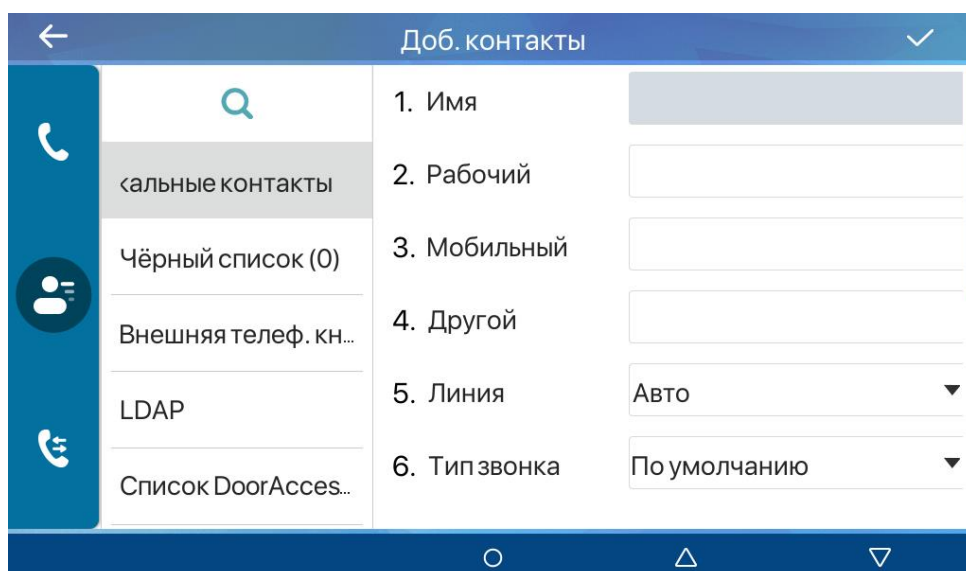 Доб. контакты
‹альные контакты
Чёрный список (0)
Внешняя телеф. кн...
LDAP
Список DoorAcces...
1. Имя
2. Рабочий
3. Мобильный
4. Другой
5. Линия Авто
6. Тип звонка По умолчанию